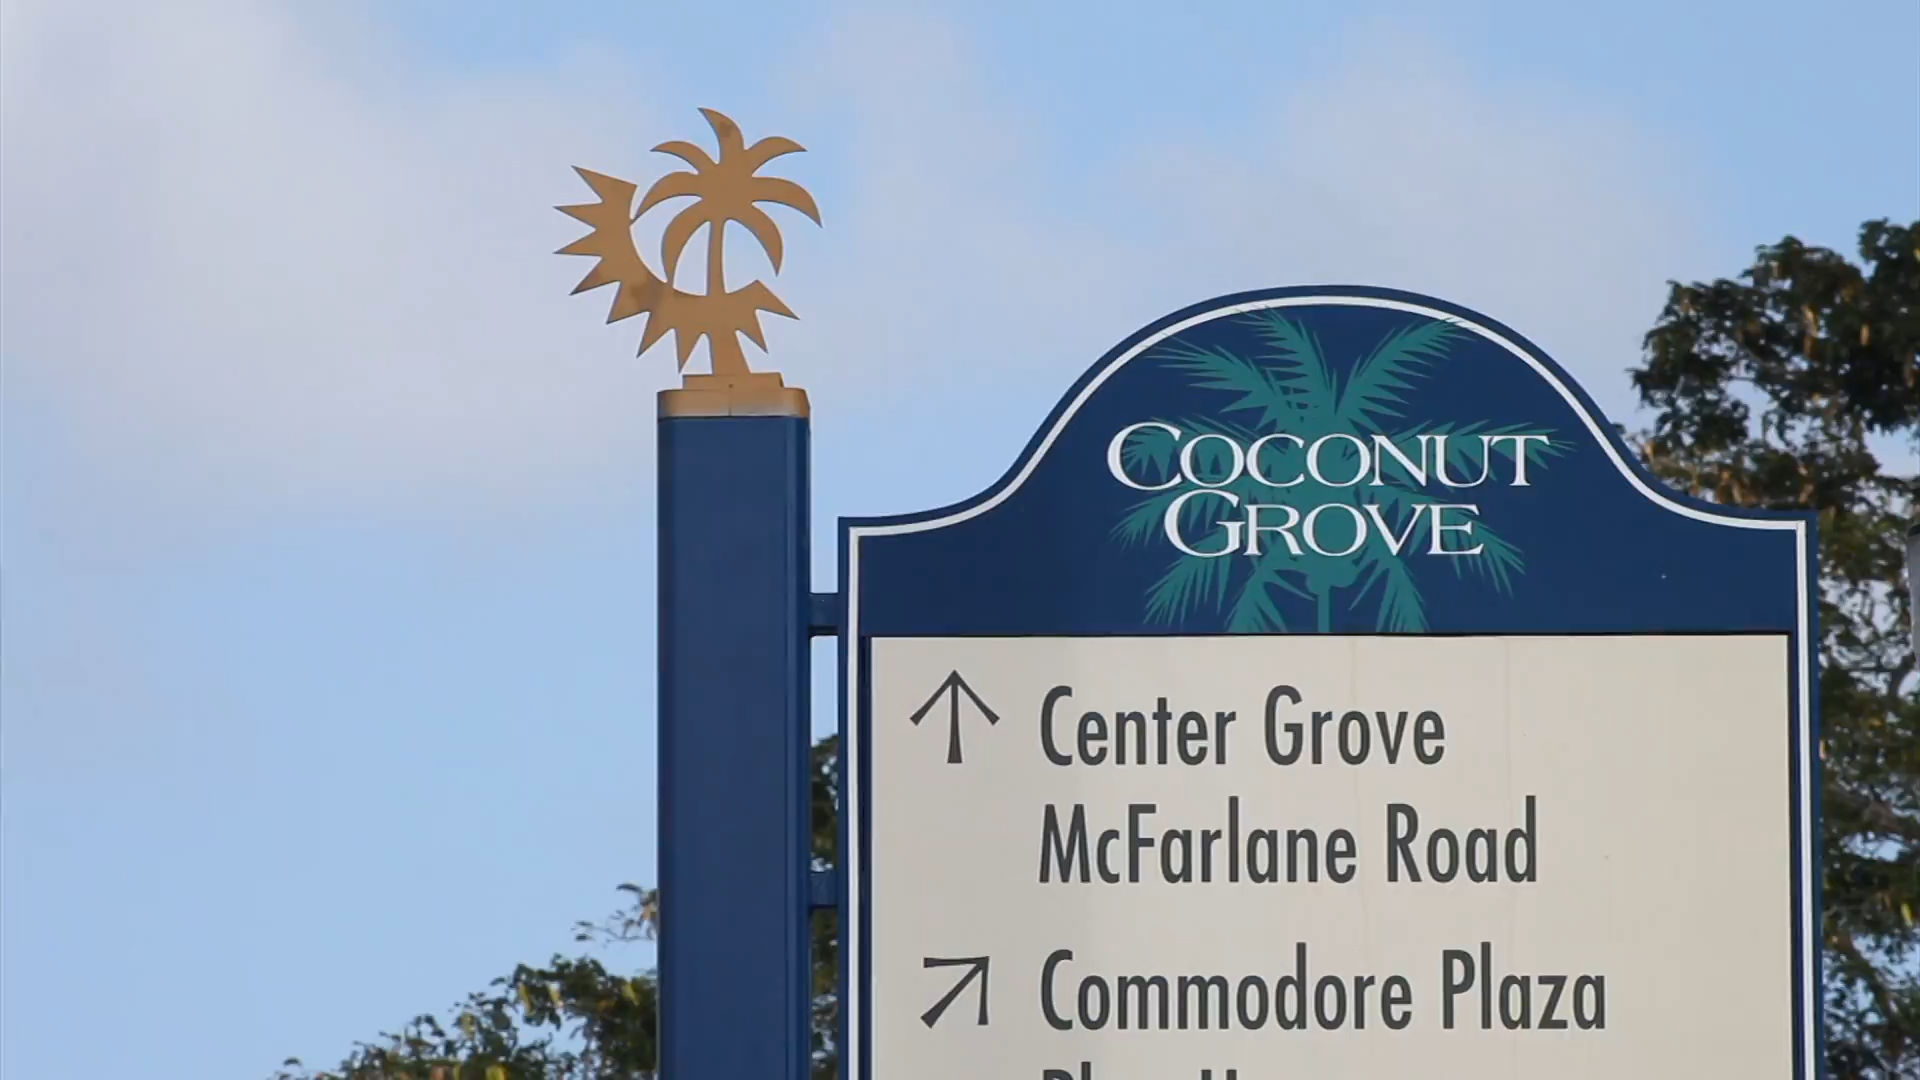 COCONUT
GROVE
Center Grove
McFarlane Road
Commodore Plaza